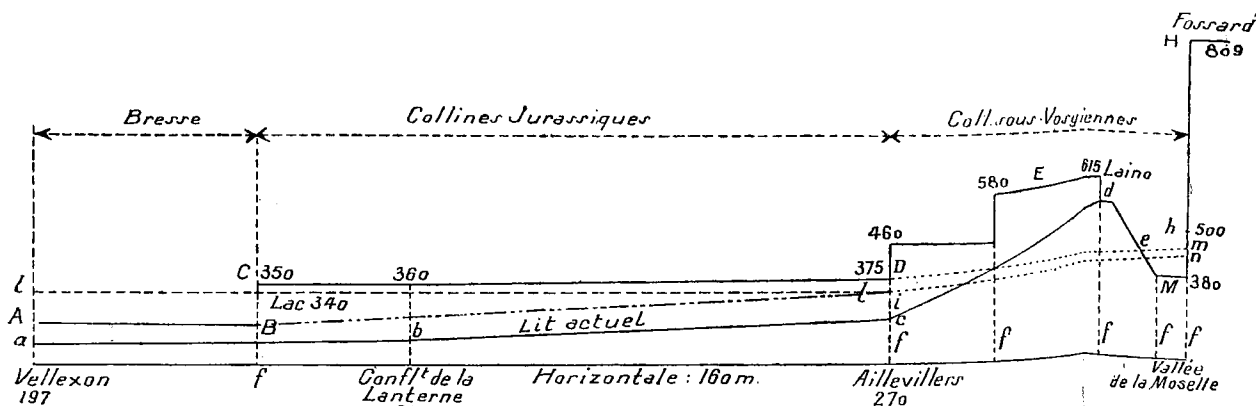 Fossard
H 809
Bresse
Collines Jurassiques
Coll. sous-Vosgiennes
615 Laino
580
E
d
460
h 500
e
m
n
C 350
360
375 D
l
Lac 340
l
i
M 380
A
B
b
Lit actuel
c
a
f
f
f
f
f
Vellexon
197
f
Conflt de la
Lanterne
Horizontale : 160 m.
Aillevillers
270
Vallée
de la Moselle